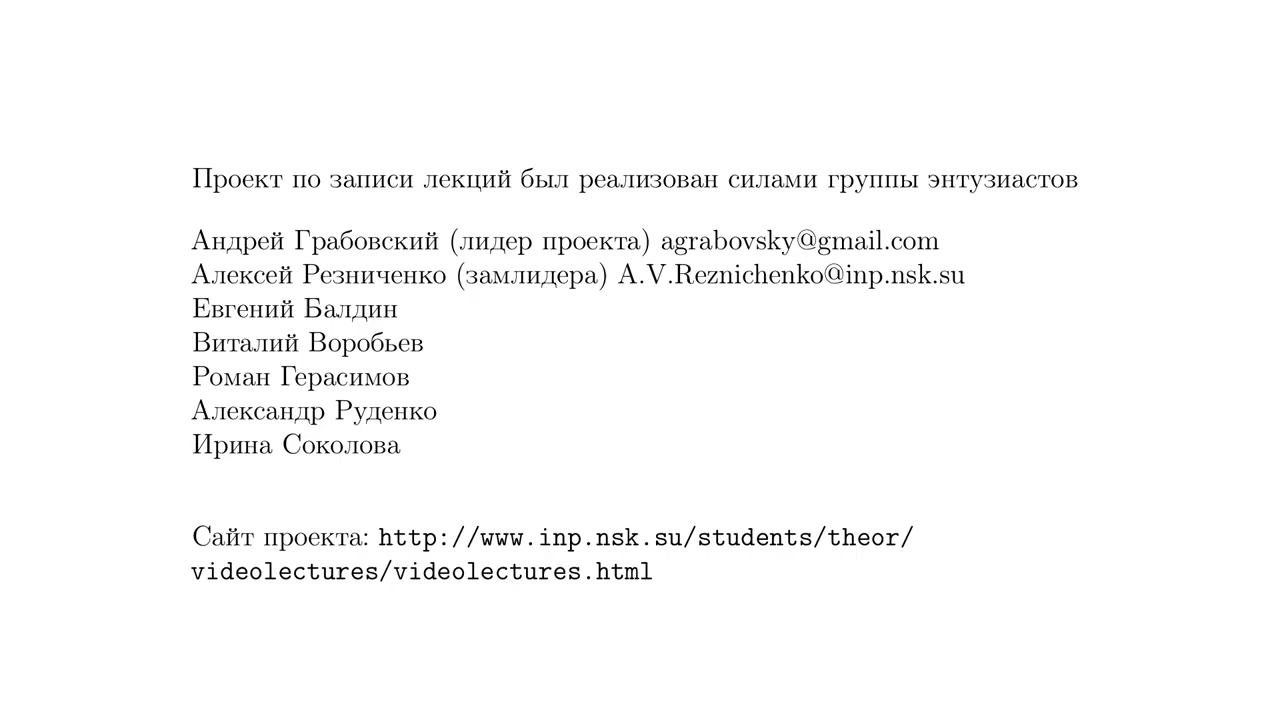 Проект по записи лекций был реализован силами группы энтузиастов
Андрей Грабовский (лидер проекта) agrabovsky@gmail.com
Алексей Резниченко (замлидера) A.V.Reznichenko@inp.nsk.su
Евгений Балдин
Виталий Воробьев
Роман Герасимов
Александр Руденко
Ирина Соколова
Сайт проекта: http://www.inp.nsk.su/students/theor/
videolectures/videolectures.html